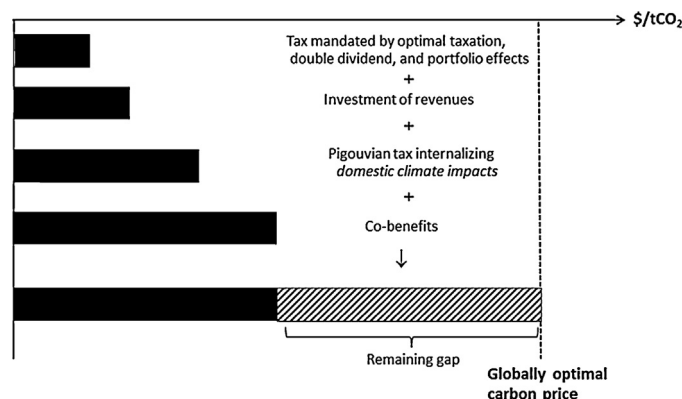 $/tCO₂
Tax mandated by optimal taxation,
double dividend, and portfolio effects
+
Investment of revenues
+
Pigouvian tax internalizing
domestic climate impacts
+
Co-benefits
Remaining gap
Globally optimal
carbon price